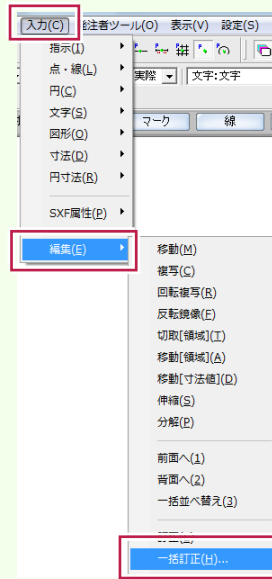 入力(C) 発注者ツール(O) 表示(V) 設定(S)
指示(I)
点・線(L)
円(C)
文字(S)
図形(O)
寸法(D)
円寸法(R)
SXF属性(P)
編集(E)
実際 文字:文字
マーク 線
移動(M)
複写(C)
回転複写(R)
反転鏡像(F)
切取[領域](T)
移動[領域](A)
移動[寸法値](D)
伸縮(S)
分解(P)
前面へ(1)
背面へ(2)
一括並べ替え(3)
一括訂正(H)...